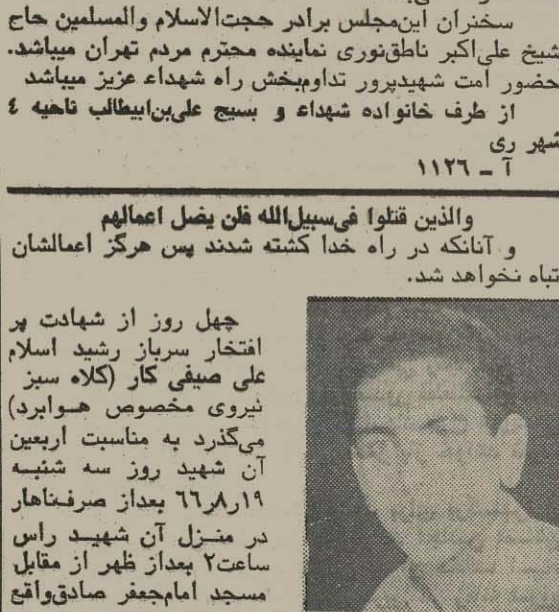 سخنران این‌مجلس برادر حجت‌الاسلام والمسلمین حاج
شیخ علی‌اکبر ناطق‌نوری نماینده محترم مردم تهران میباشد.
حضور امت شهیدپرور تداوم‌بخش راه شهداء عزیز میباشد
از طرف خانواده شهداء و بسیج علی‌بن‌ابیطالب ناحیه ٤
شهر ری
آ – ۱۱۲٦
والذین قتلوا فی‌سبیل‌الله فلن یضل اعمالهم
و آنانکه در راه خدا کشته شدند پس هرگز اعمالشان
تباه نخواهد شد.
چهل روز از شهادت پر
افتخار سرباز رشید اسلام
علی صیفی کار (کلاه سبز
نیروی مخصوص هوابرد)
می‌گذرد به مناسبت اربعین
آن شهید روز سه شنبه
۱۹ر۸ر٦٦ بعداز صرف‌ناهار
در منزل آن شهید راس
ساعت۲ بعداز ظهر از مقابل
مسجد امام‌جعفر صادق‌واقع